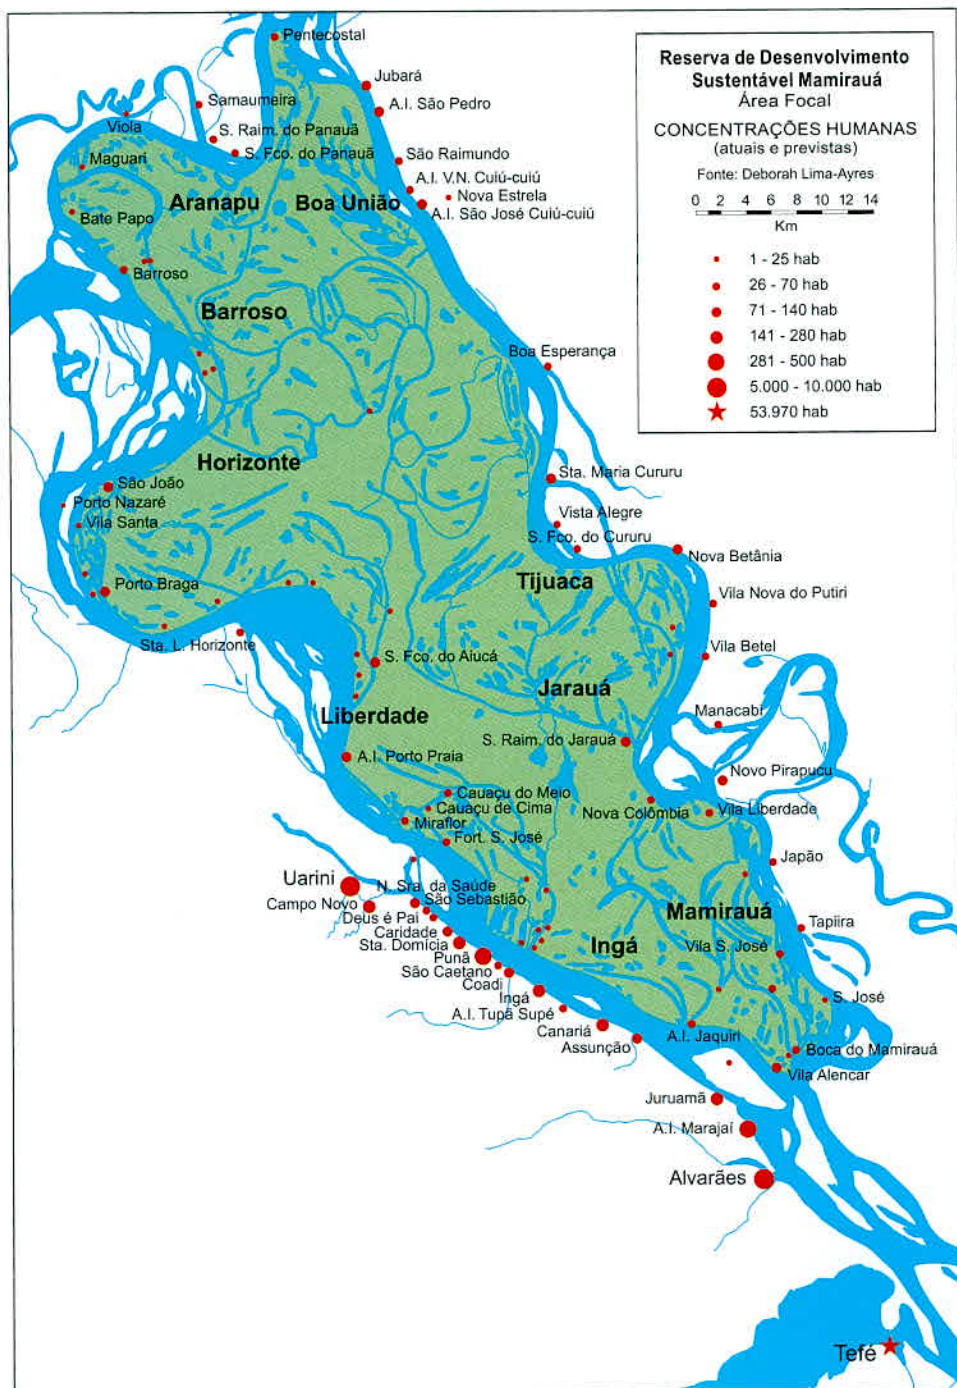 Reserva de Desenvolvimento
Sustentável Mamirauá
Área Focal
CONCENTRAÇÕES HUMANAS
(atuais e previstas)
Fonte: Deborah Lima-Ayres
0 2 4 6 8 10 12 14
Km
1 - 25 hab
26 - 70 hab
71 - 140 hab
141 - 280 hab
281 - 500 hab
5.000 - 10.000 hab
53.970 hab
Pentecostal
Jubará
Samaumeira
A.I. São Pedro
Viola
S. Raim. do Panauã
S. Fco. do Panauã
Maguari
São Raimundo
A.I. V.N. Cuiú-cuiú
Nova Estrela
Aranapu
Boa União
A.I. São José Cuiú-cuiú
Bate Papo
Barroso
Barroso
Boa Esperança
Horizonte
Sta. Maria Cururu
São João
Porto Nazaré
Vila Santa
Vista Alegre
S. Fco. do Cururu
Nova Betânia
Porto Braga
Tijuaca
Vila Nova do Putiri
Sta. L. Horizonte
Vila Betel
S. Fco. do Aiucá
Jarauá
Manacabi
Liberdade
S. Raim. do Jarauá
A.I. Porto Praia
Novo Pirapucu
Cauaçu do Meio
Cauaçu de Cima
Nova Colômbia
Vila Liberdade
Miraflor
Fort. S. José
Japão
Uarini
N. Sra. da Saúde
Campo Novo
São Sebastião
Deus é Pai
Mamirauá
Caridade
Tapiira
Sta. Domícia
Ingá
Vila S. José
Punã
São Caetano
Coadi
Ingá
S. José
A.I. Tupã Supé
Canariá
A.I. Jaquiri
Assunção
Boca do Mamirauá
Vila Alencar
Juruamã
A.I. Marajaí
Alvarães
Tefé